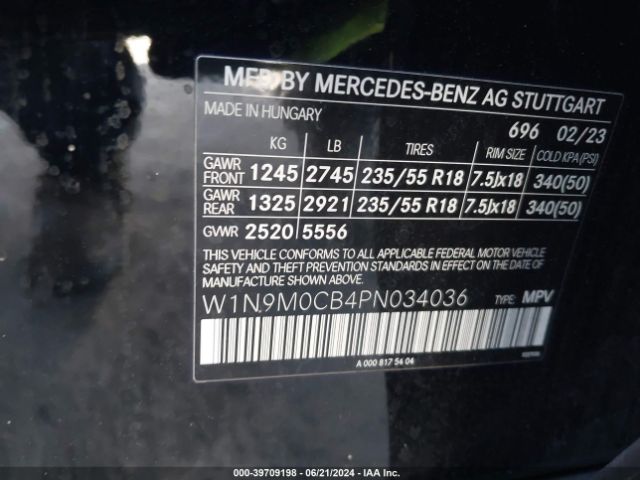 MFD BY MERCEDES-BENZ AG STUTTGART
MADE IN HUNGARY
696 02/23
KG LB TIRES RIM SIZE COLD KPA (PSI)
GAWR FRONT 1245 2745 235/55 R18 7.5Jx18 340(50)
GAWR REAR 1325 2921 235/55 R18 7.5Jx18 340(50)
GVWR 2520 5556
THIS VEHICLE CONFORMS TO ALL APPLICABLE FEDERAL MOTOR VEHICLE
SAFETY AND THEFT PREVENTION STANDARDS IN EFFECT ON THE DATE OF
MANUFACTURE SHOWN ABOVE.
W1N9M0CB4PN034036 TYPE: MPV
A 000 817 54 04
000-39709198 - 06/21/2024 - IAA Inc.